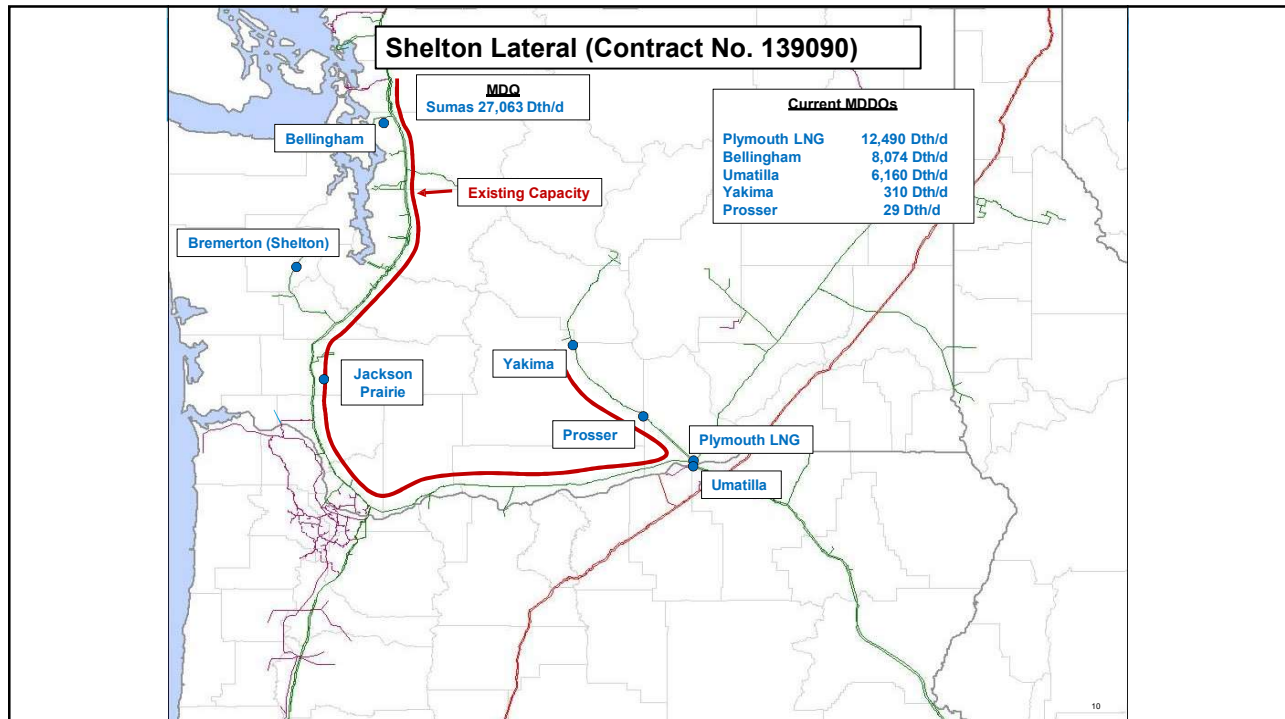 Shelton Lateral (Contract No. 139090)
MDQ
Sumas 27,063 Dth/d
Current MDDOs
Plymouth LNG 12,490 Dth/d
Bellingham 8,074 Dth/d
Umatilla 6,160 Dth/d
Yakima 310 Dth/d
Prosser 29 Dth/d
Bellingham
Existing Capacity
Bremerton (Shelton)
Yakima
Jackson
Prairie
Prosser
Plymouth LNG
Umatilla
10